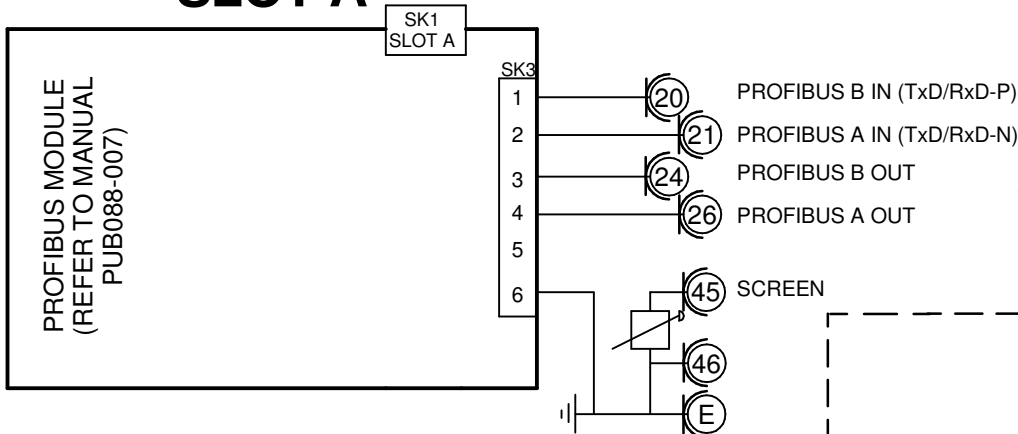 SLOT A
SK1
SLOT A
PROFIBUS MODULE
(REFER TO MANUAL
PUB088-007)
SK3
1
2
3
4
5
6
20
PROFIBUS B IN (TxD/RxD-P)
21
PROFIBUS A IN (TxD/RxD-N)
24
PROFIBUS B OUT
26
PROFIBUS A OUT
45
SCREEN
46
E